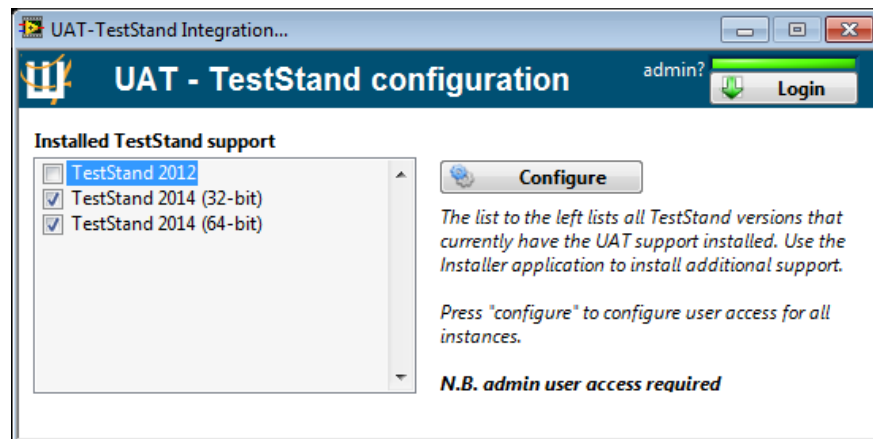 UAT-TestStand Integration...
UAT - TestStand configuration
admin?
Login
Installed TestStand support
TestStand 2012
TestStand 2014 (32-bit)
TestStand 2014 (64-bit)
Configure
The list to the left lists all TestStand versions that
currently have the UAT support installed. Use the
Installer application to install additional support.
Press "configure" to configure user access for all
instances.
N.B. admin user access required